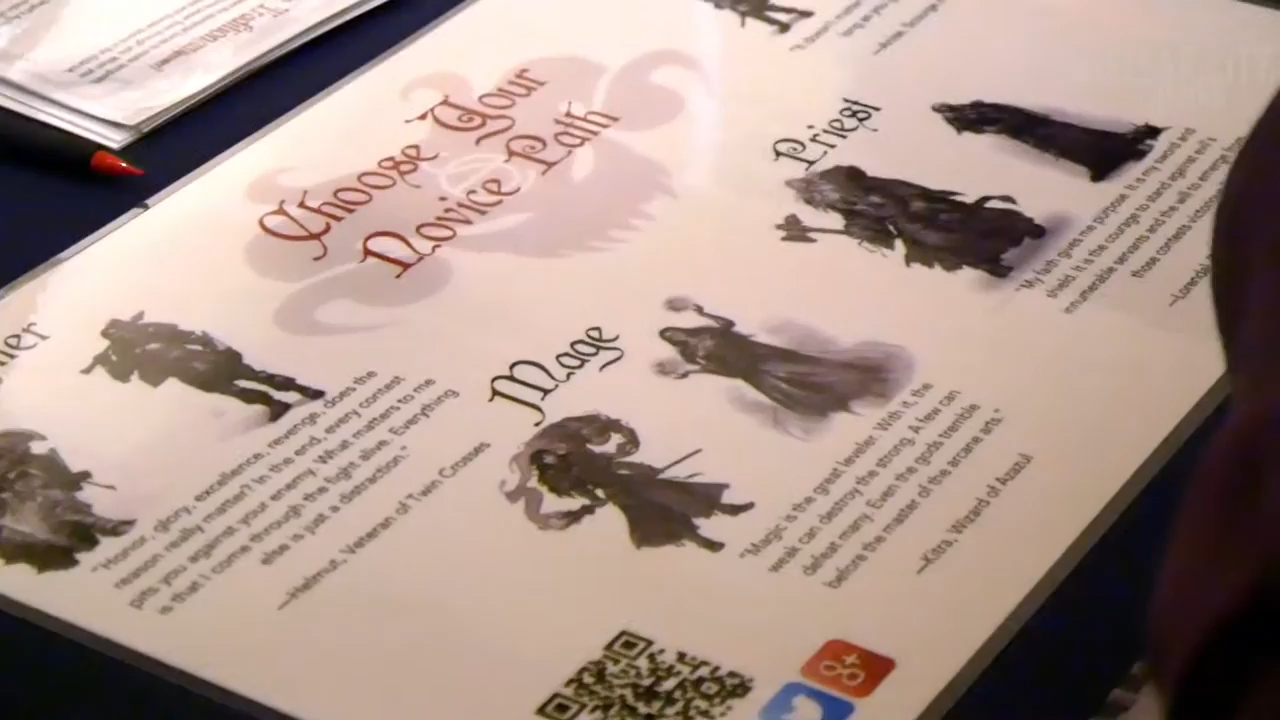 Choose Your
Novice Path
Priest
"My faith gives me purpose. It is my sword and
shield. It is the courage to stand against evil's
innumerable servants and the will to emerge from
those contests
Mage
"Magic is the great leveler. With it, the
weak can destroy the strong. A few can
defeat many. Even the gods tremble
before the master of the arcane arts."
—Kitra, Wizard of Azazul
"Honor, glory, excellence, revenge, does the
reason really matter? In the end, every contest
pits you against your enemy. What matters to me
is that I come through the fight alive. Everything
else is just a distraction."
—Helmut, Veteran of Twin Crosses
g+